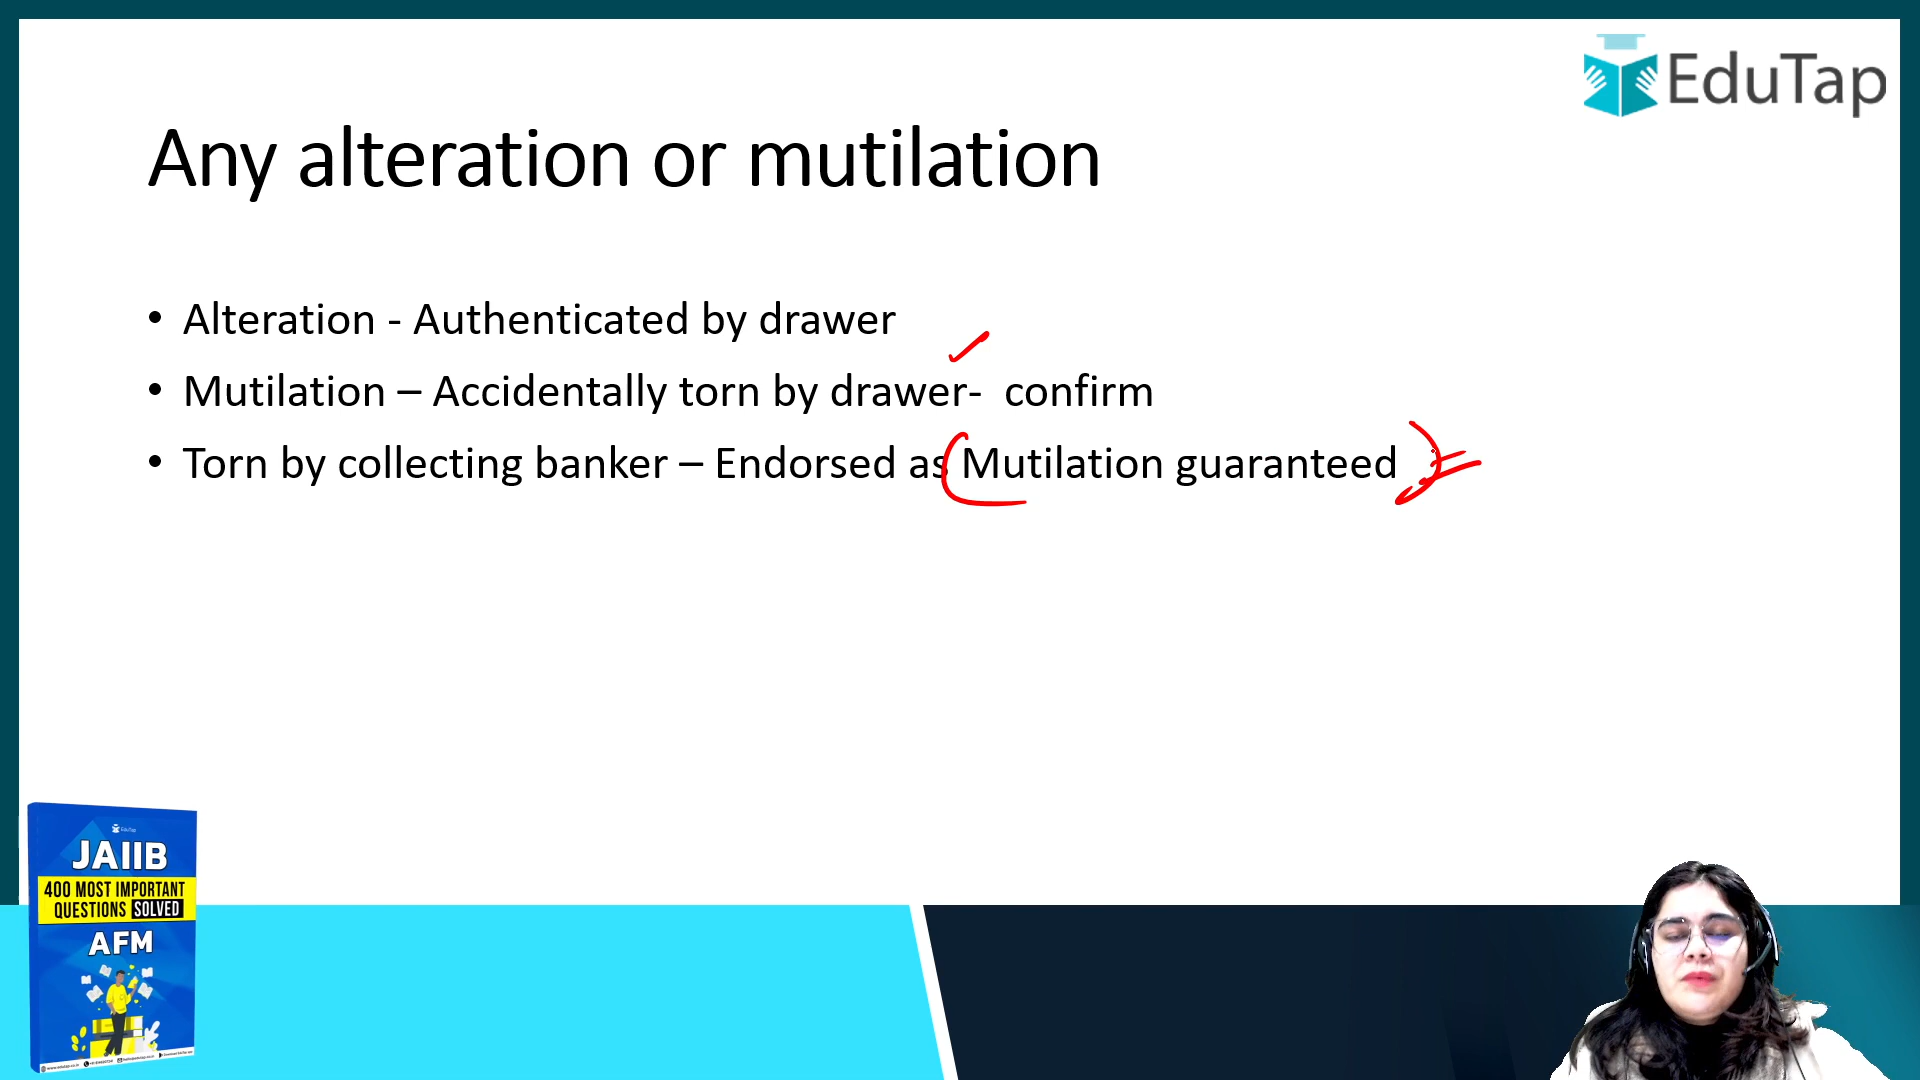 EduTap
Any alteration or mutilation
• Alteration - Authenticated by drawer
• Mutilation – Accidentally torn by drawer- confirm
• Torn by collecting banker – Endorsed as Mutilation guaranteed
EduTap
JAIIB
400 MOST IMPORTANT
QUESTIONS SOLVED
AFM